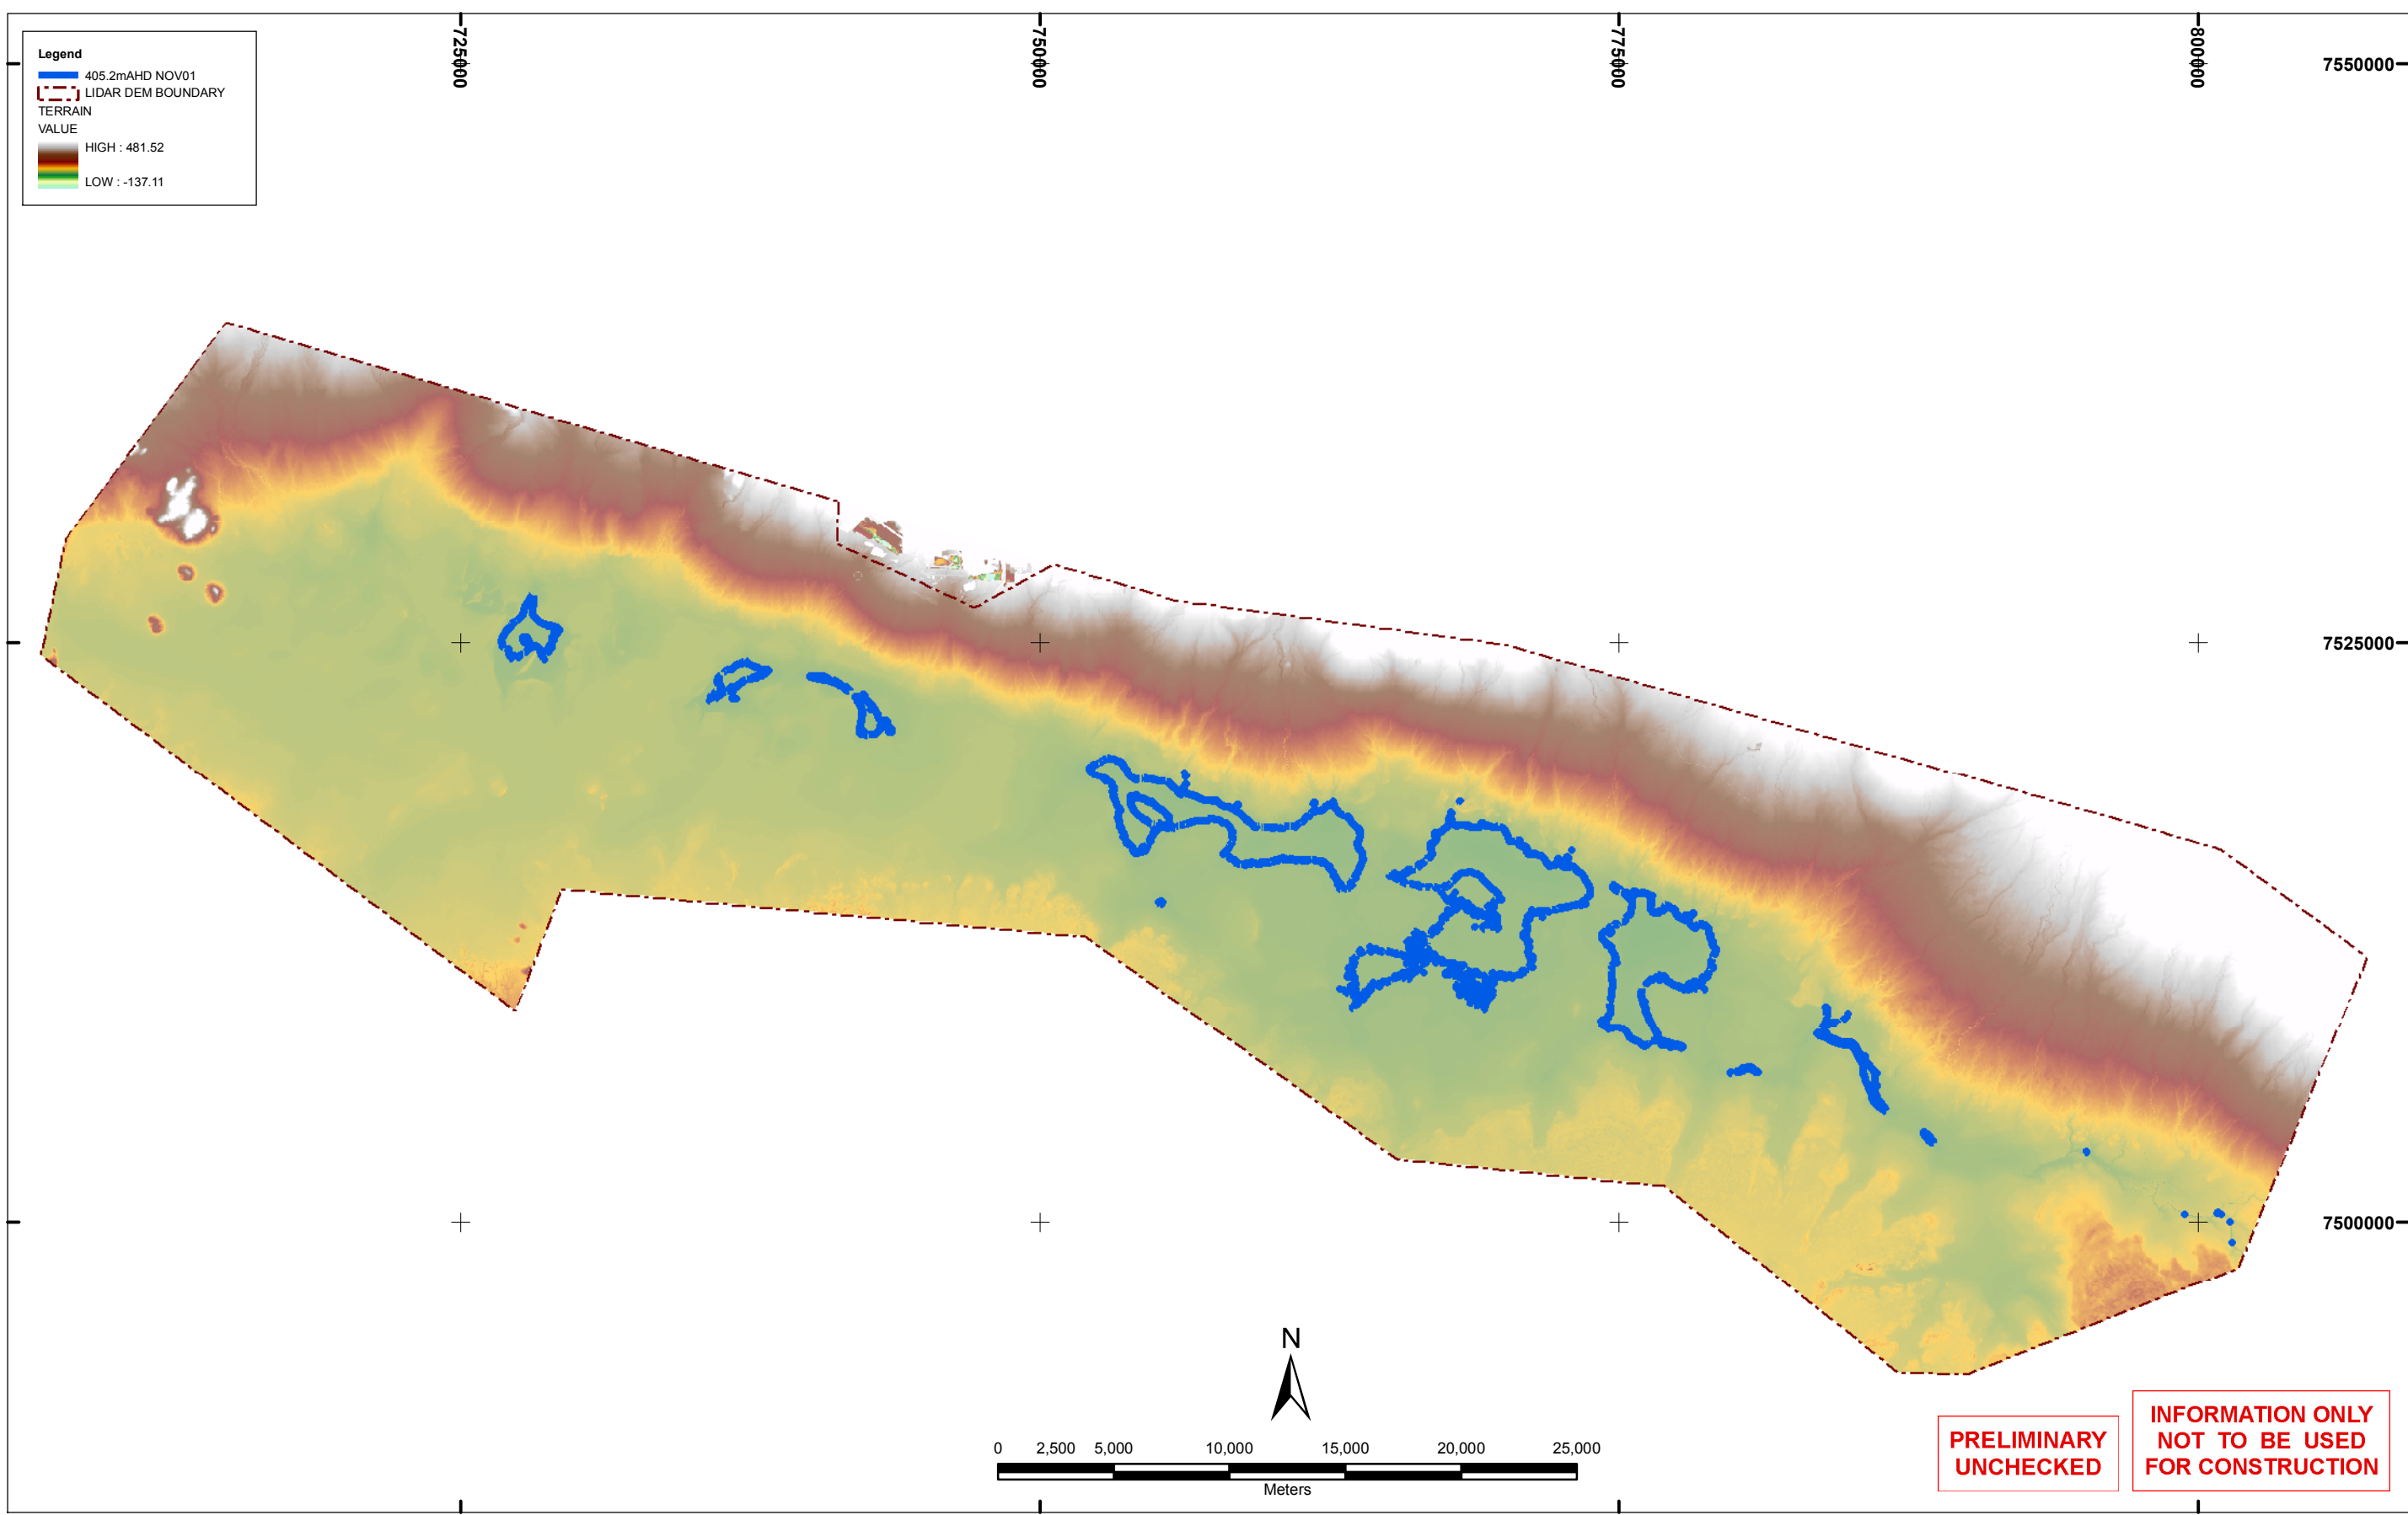 725000
750000
775000
800000
Legend
405.2mAHD NOV01
LIDAR DEM BOUNDARY
TERRAIN
VALUE
HIGH : 481.52
LOW : -137.11
7550000
7525000
7500000
N
0 2,500 5,000 10,000 15,000 20,000 25,000
Meters
PRELIMINARY
UNCHECKED
INFORMATION ONLY
NOT TO BE USED
FOR CONSTRUCTION